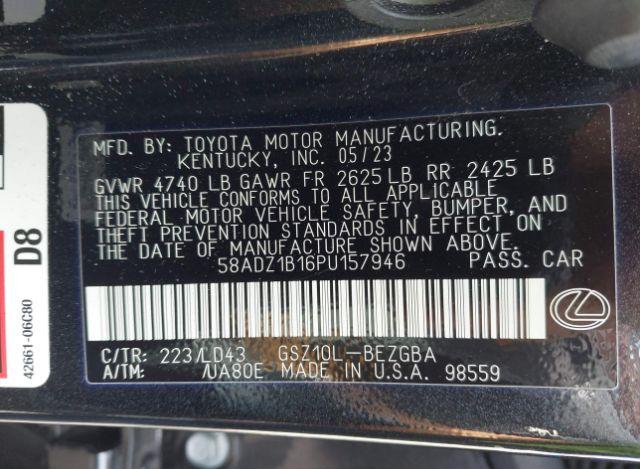 MFD. BY: TOYOTA MOTOR MANUFACTURING.
KENTUCKY, INC. 05/23
GVWR 4740 LB GAWR FR 2625 LB RR 2425 LB
THIS VEHICLE CONFORMS TO ALL APPLICABLE
FEDERAL MOTOR VEHICLE SAFETY, BUMPER, AND
THEFT PREVENTION STANDARDS IN EFFECT ON
THE DATE OF MANUFACTURE SHOWN ABOVE.
58ADZ1B16PU157946 PASS. CAR
C/TR: 223/LD43 GSZ10L-BEZGBA
A/TM: /UA80E MADE IN U.S.A. 98559
D8
42661-06C80